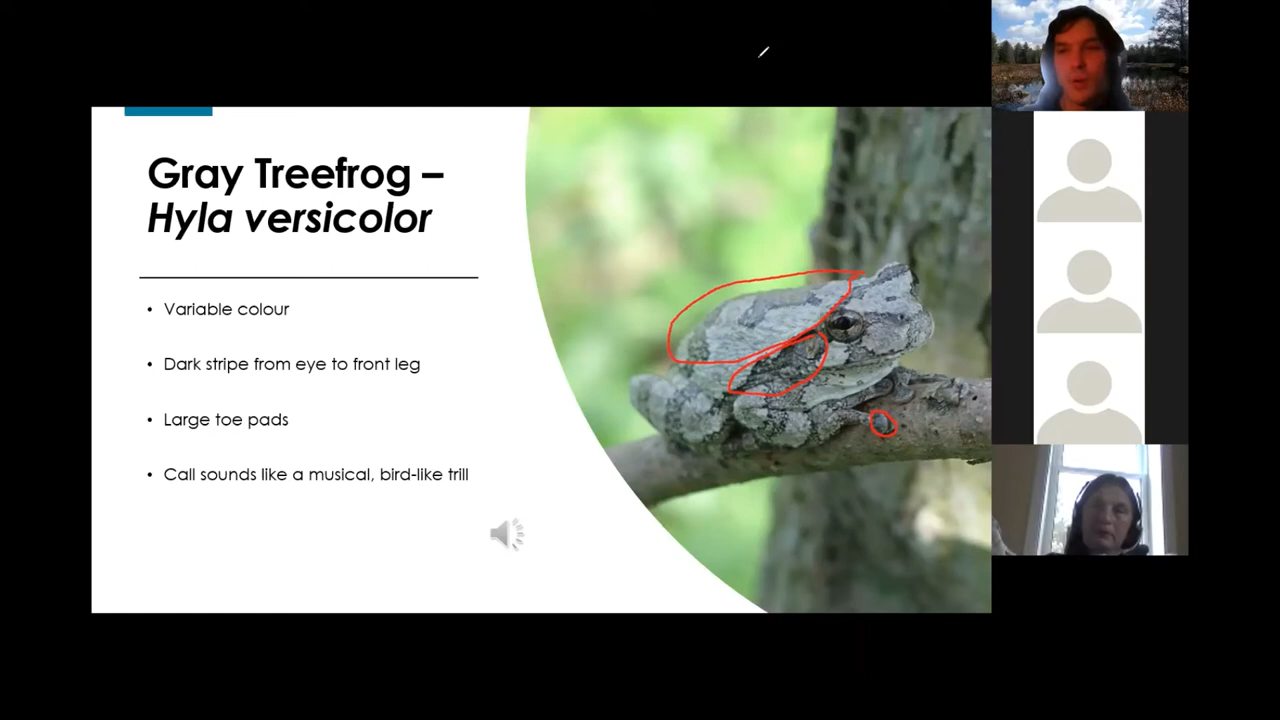 Gray Treefrog –
Hyla versicolor
• Variable colour
• Dark stripe from eye to front leg
• Large toe pads
• Call sounds like a musical, bird-like trill